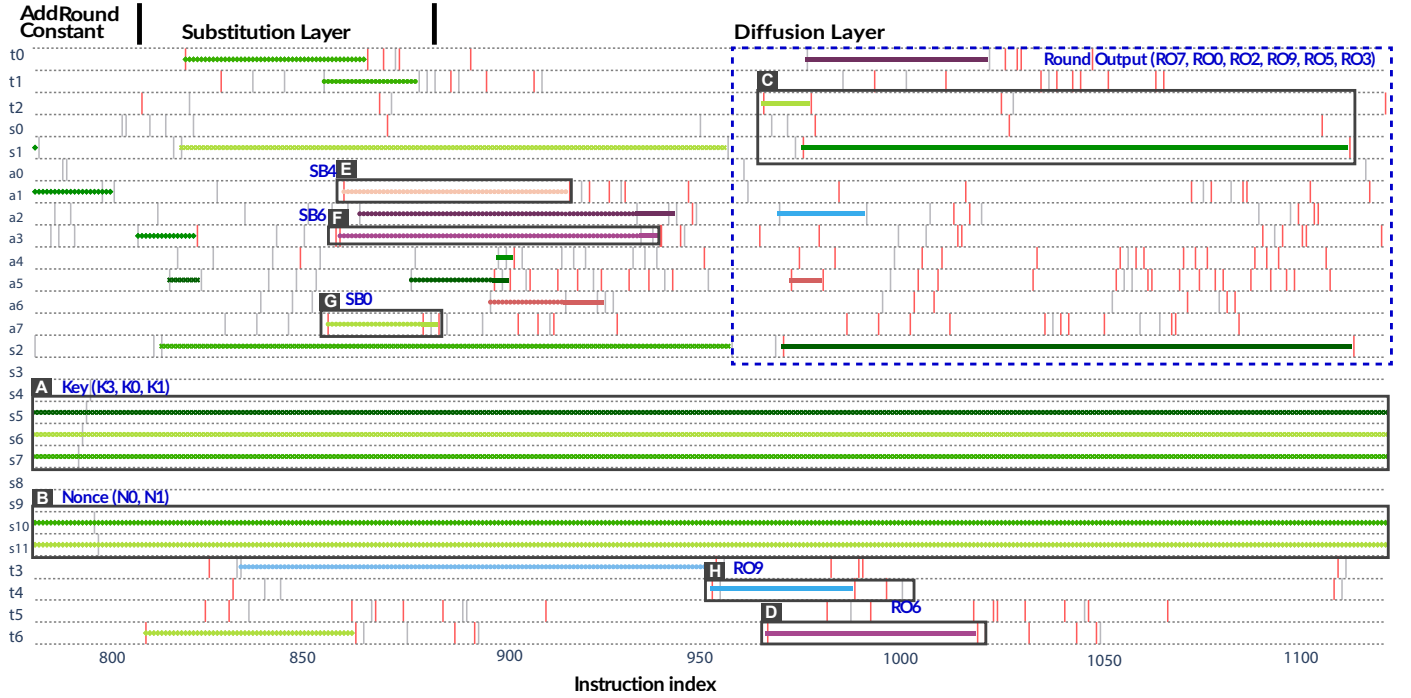 AddRound
Constant
Substitution Layer
Diffusion Layer
t0
Round Output (RO7, RO0, RO2, RO9, RO5, RO3)
t1
C
t2
s0
s1
a0
SB4 E
a1
a2
SB6 F
a3
a4
a5
a6
G SB0
a7
s2
s3
A Key (K3, K0, K1)
s4
s5
s6
s7
s8
B Nonce (N0, N1)
s9
s10
s11
t3
H RO9
t4
RO6
t5
D
t6
800 850 900 950 1000 1050 1100
Instruction index